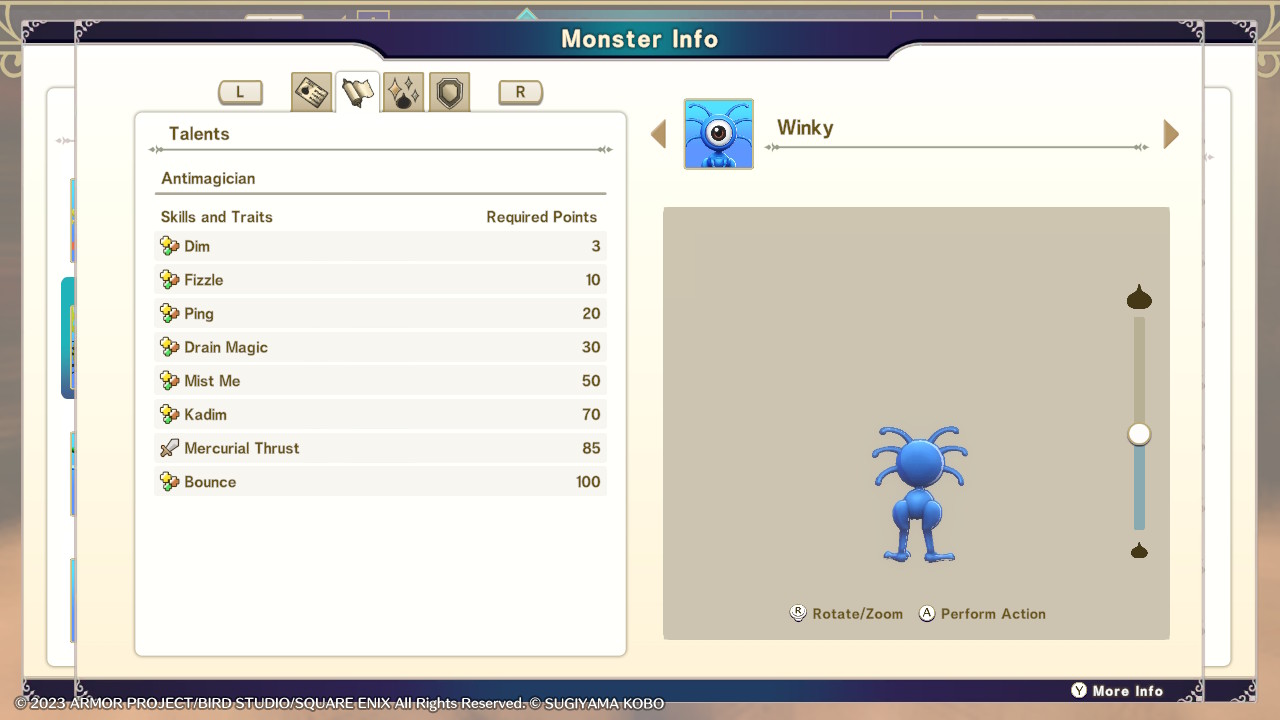 Monster Info
L
R
Talents
Winky
Antimagician
Skills and Traits Required Points
Dim 3
Fizzle 10
Ping 20
Drain Magic 30
Mist Me 50
Kadim 70
Mercurial Thrust 85
Bounce 100
R Rotate/Zoom A Perform Action
Y More Info
© 2023 ARMOR PROJECT/BIRD STUDIO/SQUARE ENIX All Rights Reserved. © SUGIYAMA KOBO